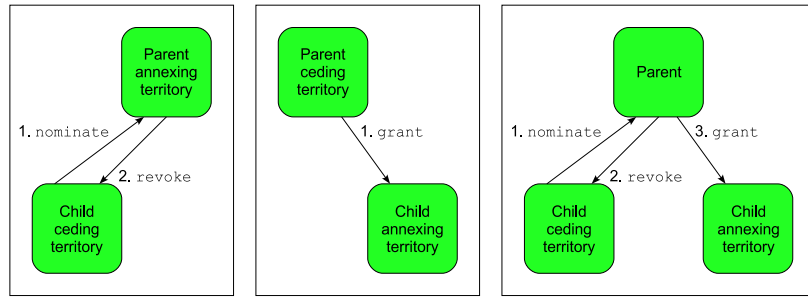 Parent
annexing
territory
1. nominate
2. revoke
Child
ceding
territory
Parent
ceding
territory
1. grant
Child
annexing
territory
Parent
1. nominate
3. grant
2. revoke
Child
ceding
territory
Child
annexing
territory